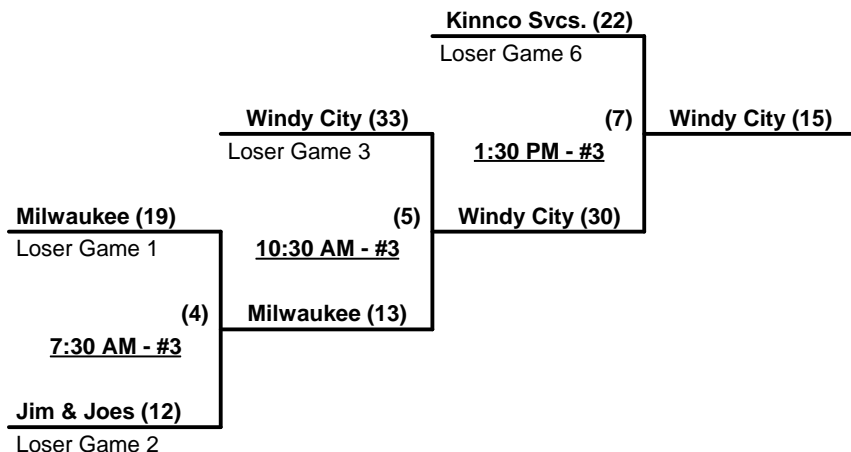 Kinnco Svcs. (22)
Loser Game 6
Windy City (33)
(7)
Windy City (15)
Loser Game 3
1:30 PM - #3
Milwaukee (19)
(5)
Windy City (30)
Loser Game 1
10:30 AM - #3
(4)
Milwaukee (13)
7:30 AM - #3
Jim & Joes (12)
Loser Game 2